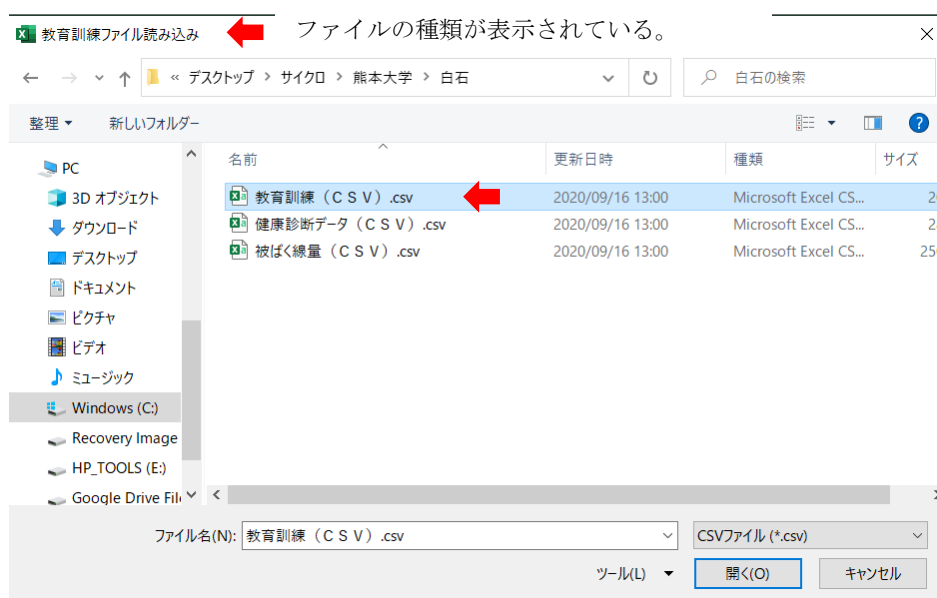 教育訓練ファイル読み込み
ファイルの種類が表示されている。
« デスクトップ › サイクロ › 熊本大学 › 白石
白石の検索
整理 新しいフォルダー
名前 更新日時 種類 サイズ
教育訓練（ＣＳＶ）.csv 2020/09/16 13:00 Microsoft Excel CS... 2
健康診断データ（ＣＳＶ）.csv 2020/09/16 13:00 Microsoft Excel CS... 2
被ばく線量（ＣＳＶ）.csv 2020/09/16 13:00 Microsoft Excel CS... 25
PC
3D オブジェクト
ダウンロード
デスクトップ
ドキュメント
ピクチャ
ビデオ
ミュージック
Windows (C:)
Recovery Image
HP_TOOLS (E:)
Google Drive File
ファイル名(N): 教育訓練（ＣＳＶ）.csv CSVファイル (*.csv)
ツール(L) 開く(O) キャンセル